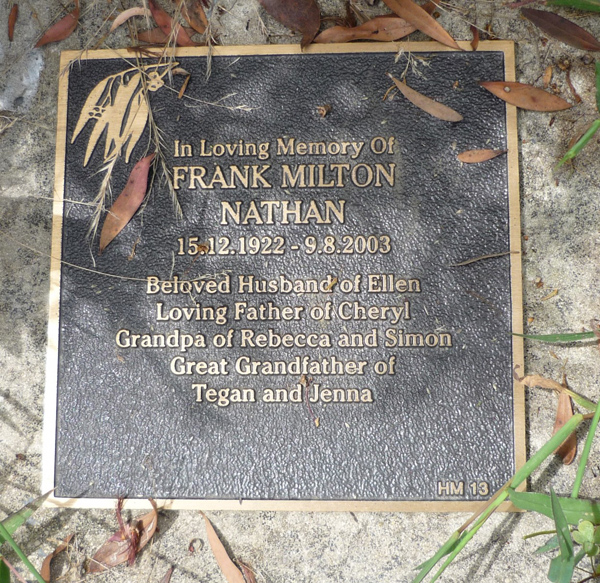 In Loving Memory Of
FRANK MILTON
NATHAN
15.12.1922 - 9.8.2003
Beloved Husband of Ellen
Loving Father of Cheryl
Grandpa of Rebecca and Simon
Great Grandfather of
Tegan and Jenna
HM 13